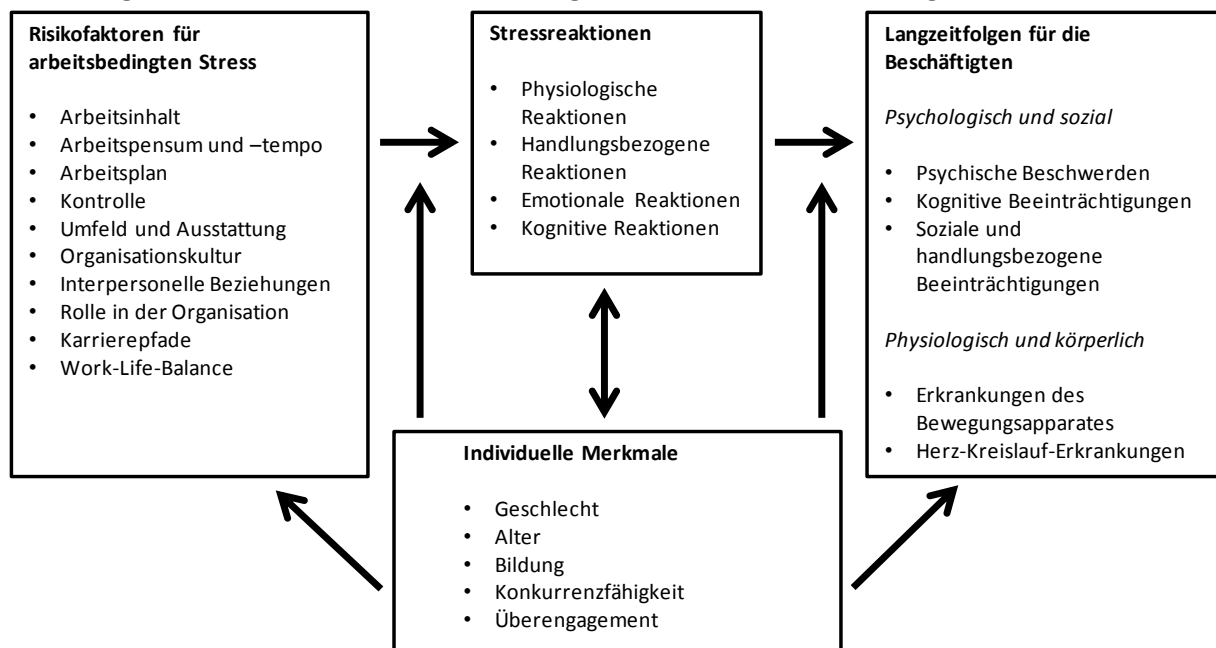 Risikofaktoren für
arbeitsbedingten Stress
• Arbeitsinhalt
• Arbeitspensum und –tempo
• Arbeitsplan
• Kontrolle
• Umfeld und Ausstattung
• Organisationskultur
• Interpersonelle Beziehungen
• Rolle in der Organisation
• Karrierepfade
• Work-Life-Balance
Stressreaktionen
• Physiologische
Reaktionen
• Handlungsbezogene
Reaktionen
• Emotionale Reaktionen
• Kognitive Reaktionen
Langzeitfolgen für die
Beschäftigten
Psychologisch und sozial
• Psychische Beschwerden
• Kognitive Beeinträchtigungen
• Soziale und
handlungsbezogene
Beeinträchtigungen
Physiologisch und körperlich
• Erkrankungen des
Bewegungsapparates
• Herz-Kreislauf-Erkrankungen
Individuelle Merkmale
• Geschlecht
• Alter
• Bildung
• Konkurrenzfähigkeit
• Überengagement